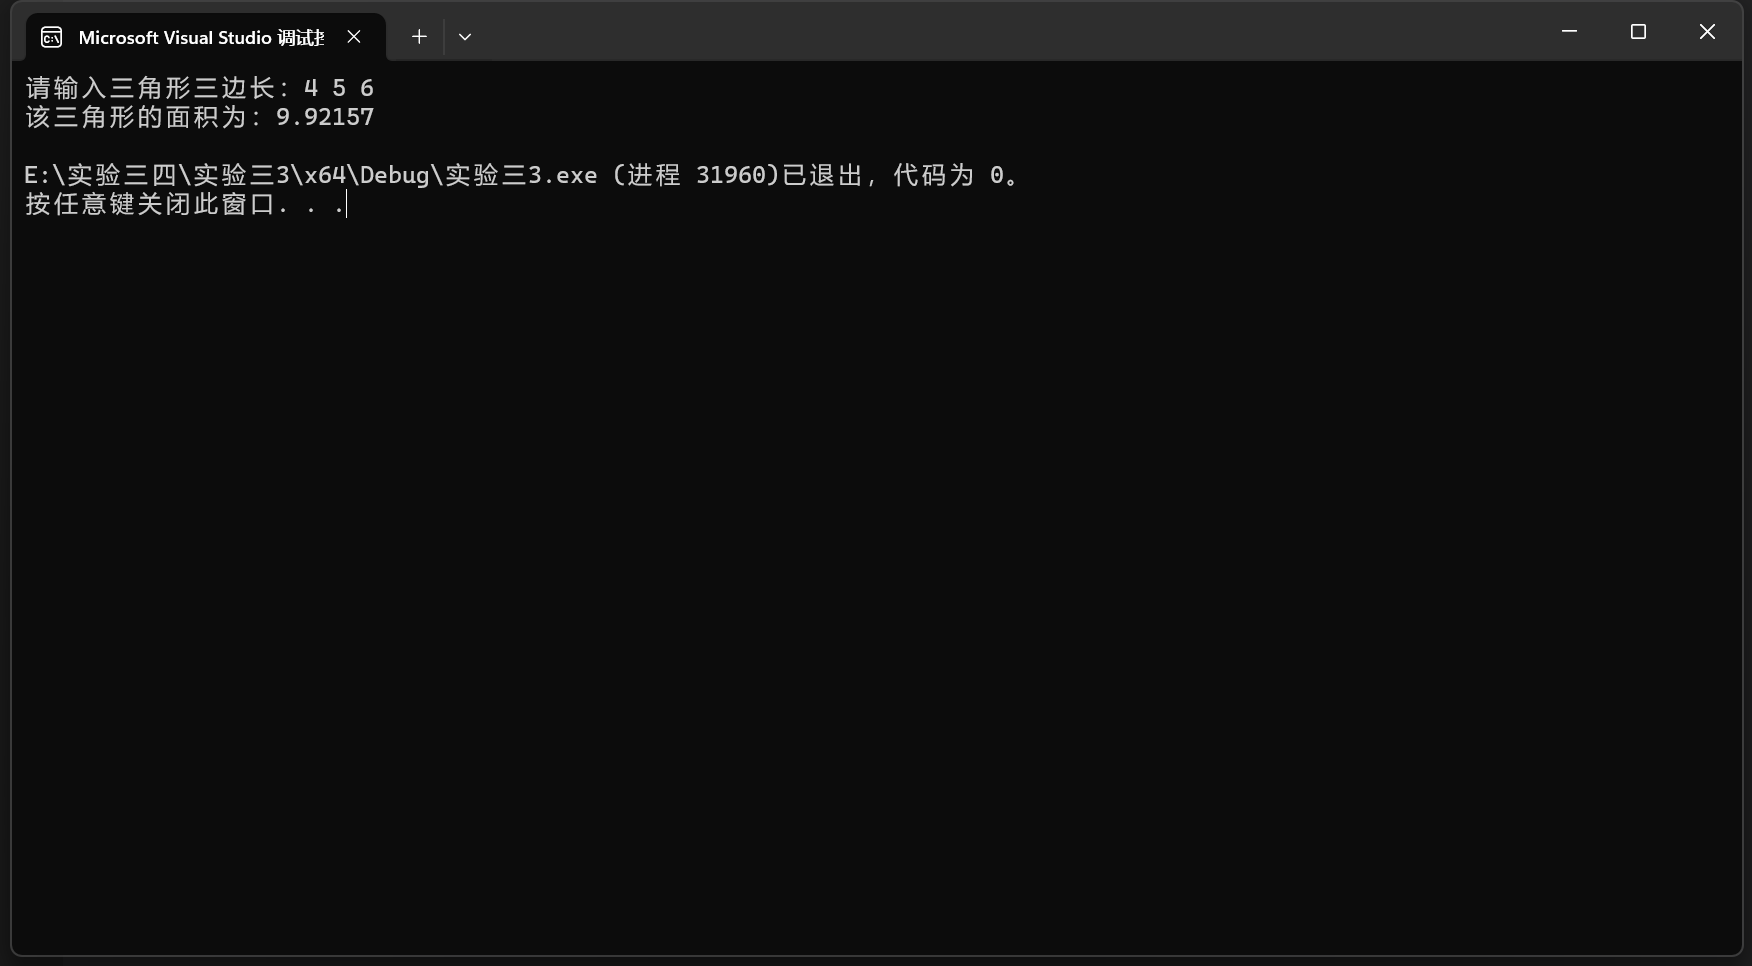 Microsoft Visual Studio 调试
请输入三角形三边长：4 5 6
该三角形的面积为：9.92157
E:\实验三四\实验三3\x64\Debug\实验三3.exe (进程 31960)已退出，代码为 0。
按任意键关闭此窗口. . .